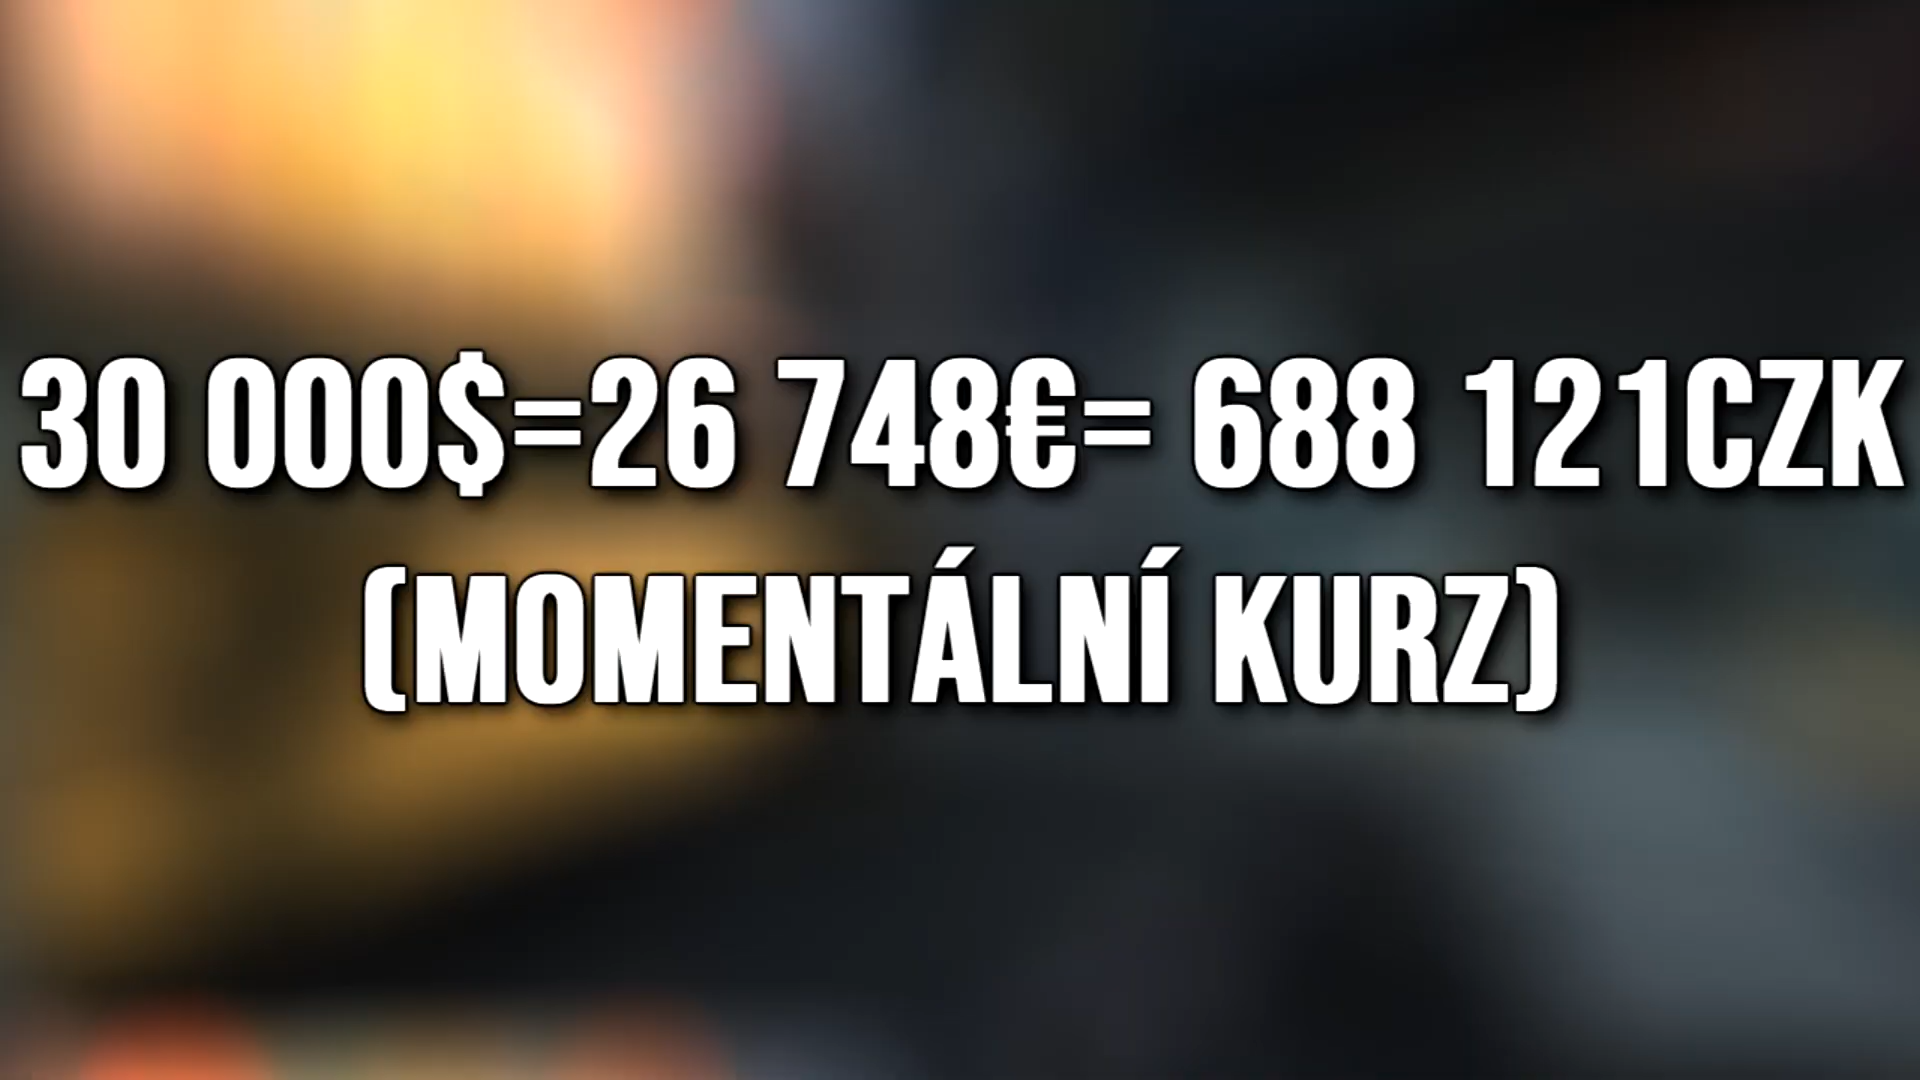 30 000$=26 748€= 688 121CZK
(MOMENTÁLNÍ KURZ)